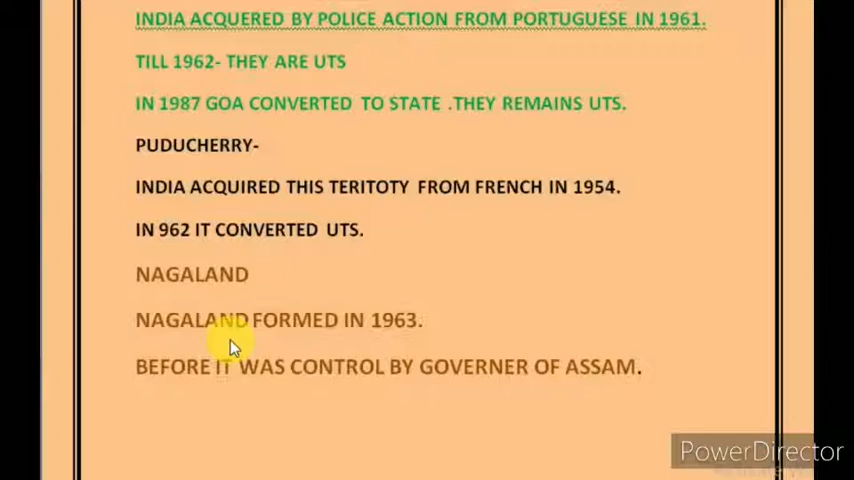 INDIA ACQUERED BY POLICE ACTION FROM PORTUGUESE IN 1961.
TILL 1962- THEY ARE UTS
IN 1987 GOA CONVERTED TO STATE .THEY REMAINS UTS.
PUDUCHERRY-
INDIA ACQUIRED THIS TERITOTY FROM FRENCH IN 1954.
IN 962 IT CONVERTED UTS.
NAGALAND
NAGALAND FORMED IN 1963.
BEFORE IT WAS CONTROL BY GOVERNER OF ASSAM.
PowerDirector